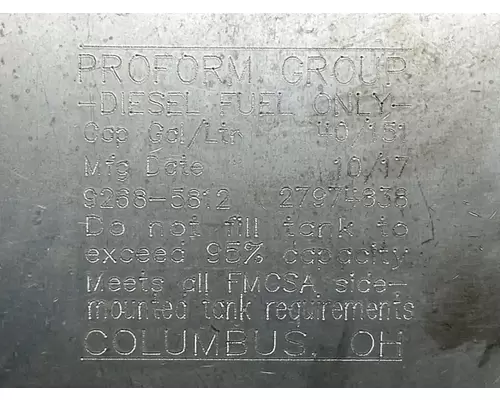 PROFORM GROUP
-DIESEL FUEL ONLY-
Cap Gal/Ltr 40/151
Mfg Date 10/17
9268-5612 27974838
Do not fill tank to
exceed 95% capacity
Meets all FMCSA side-
mounted tank requirements
COLUMBUS, OH